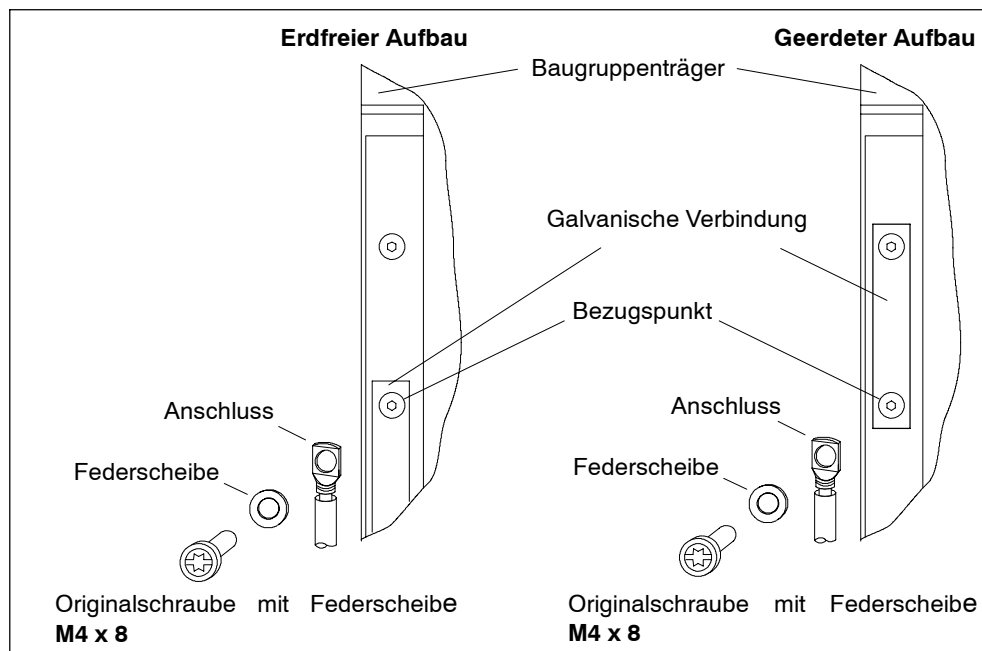 Erdfreier Aufbau
Geerdeter Aufbau
Baugruppenträger
Galvanische Verbindung
Bezugspunkt
Anschluss
Anschluss
Federscheibe
Federscheibe
Originalschraube mit Federscheibe
M4 x 8
Originalschraube mit Federscheibe
M4 x 8